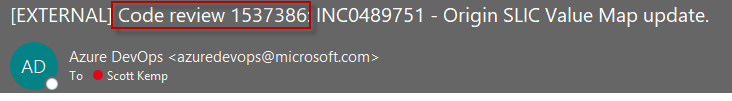 [EXTERNAL] Code review 1537386: INC0489751 - Origin SLIC Value Map update.
AD
Azure DevOps <azuredevops@microsoft.com>
To Scott Kemp